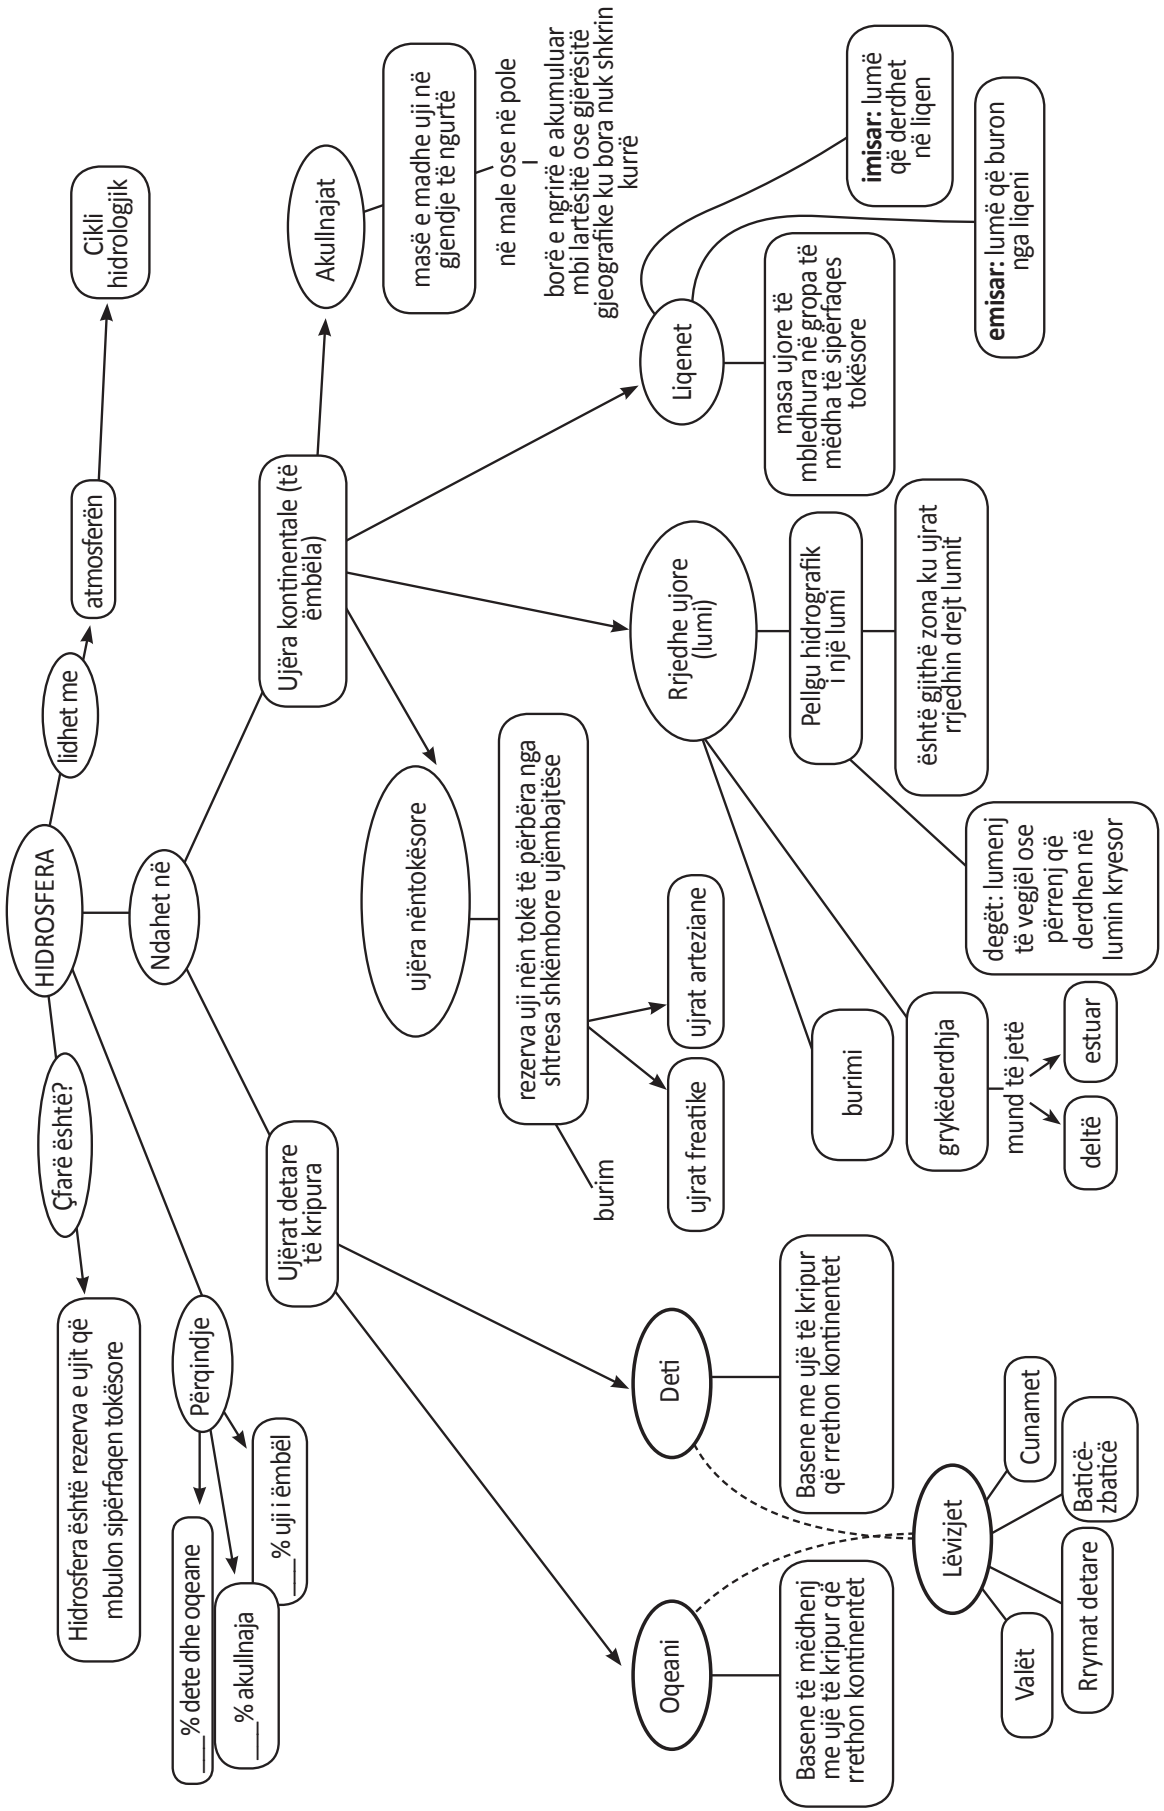 HIDROSFERA
Çfarë është?
Hidrosfera është rezerva e ujit që
mbulon sipërfaqen tokësore
Përqindje
___% dete dhe oqeane
___% akullnaja
___% uji i ëmbël
lidhet me
atmosferën
Cikli
hidrologjik
Ndahet në
Ujërat detare
të kripura
Oqeani
Basene të mëdhenj
me ujë të kripur që
rrethon kontinentet
Deti
Basene me ujë të kripur
që rrethon kontinentet
Lëvizjet
Valët
Rrymat detare
Baticë-
zbaticë
Cunamet
Ujëra kontinentale (të
ëmbëla)
ujëra nëntokësore
rezerva uji nën tokë të përbëra nga
shtresa shkëmbore ujëmbajtëse
burim
ujrat freatike
ujrat arteziane
Rrjedhe ujore
(lumi)
burimi
grykëderdhja
mund të jetë
deltë
estuar
Pellgu hidrografik
i një lumi
është gjithë zona ku ujrat
rrjedhin drejt lumit
degët: lumenj
të vegjël ose
përrenj që
derdhen në
lumin kryesor
Liqenet
masa ujore të
mbledhura në gropa të
mëdha të sipërfaqes
tokësore
emisar: lumë që buron
nga liqeni
imisar: lumë
që derdhet
në liqen
Akullnajat
masë e madhe uji në
gjendje të ngurtë
në male ose në pole
borë e ngrirë e akumuluar
mbi lartësitë ose gjërësitë
gjeografike ku bora nuk shkrin
kurrë